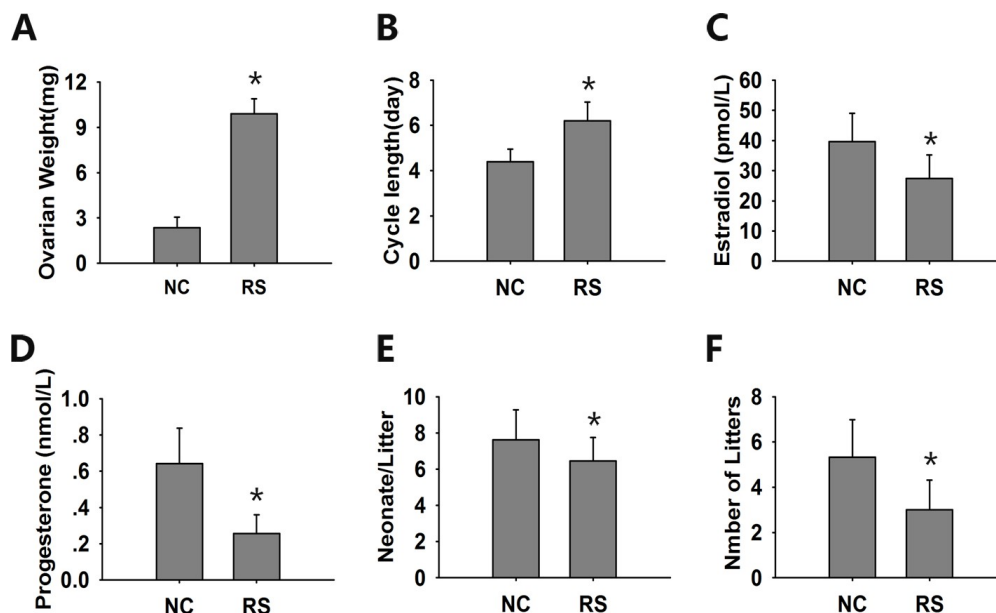 A
Ovarian Weight(mg)
12
9
6
3
0
*
NC RS
B
Cycle length(day)
8
6
4
2
0
*
NC RS
C
Estradiol (pmol/L)
60
50
40
30
20
10
0
*
NC RS
D
Progesterone (nmol/L)
1.0
.8
.6
.4
.2
0.0
*
NC RS
E
Neonate/Litter
10
8
6
4
2
0
*
NC RS
F
Nmber of Litters
8
6
4
2
0
*
NC RS